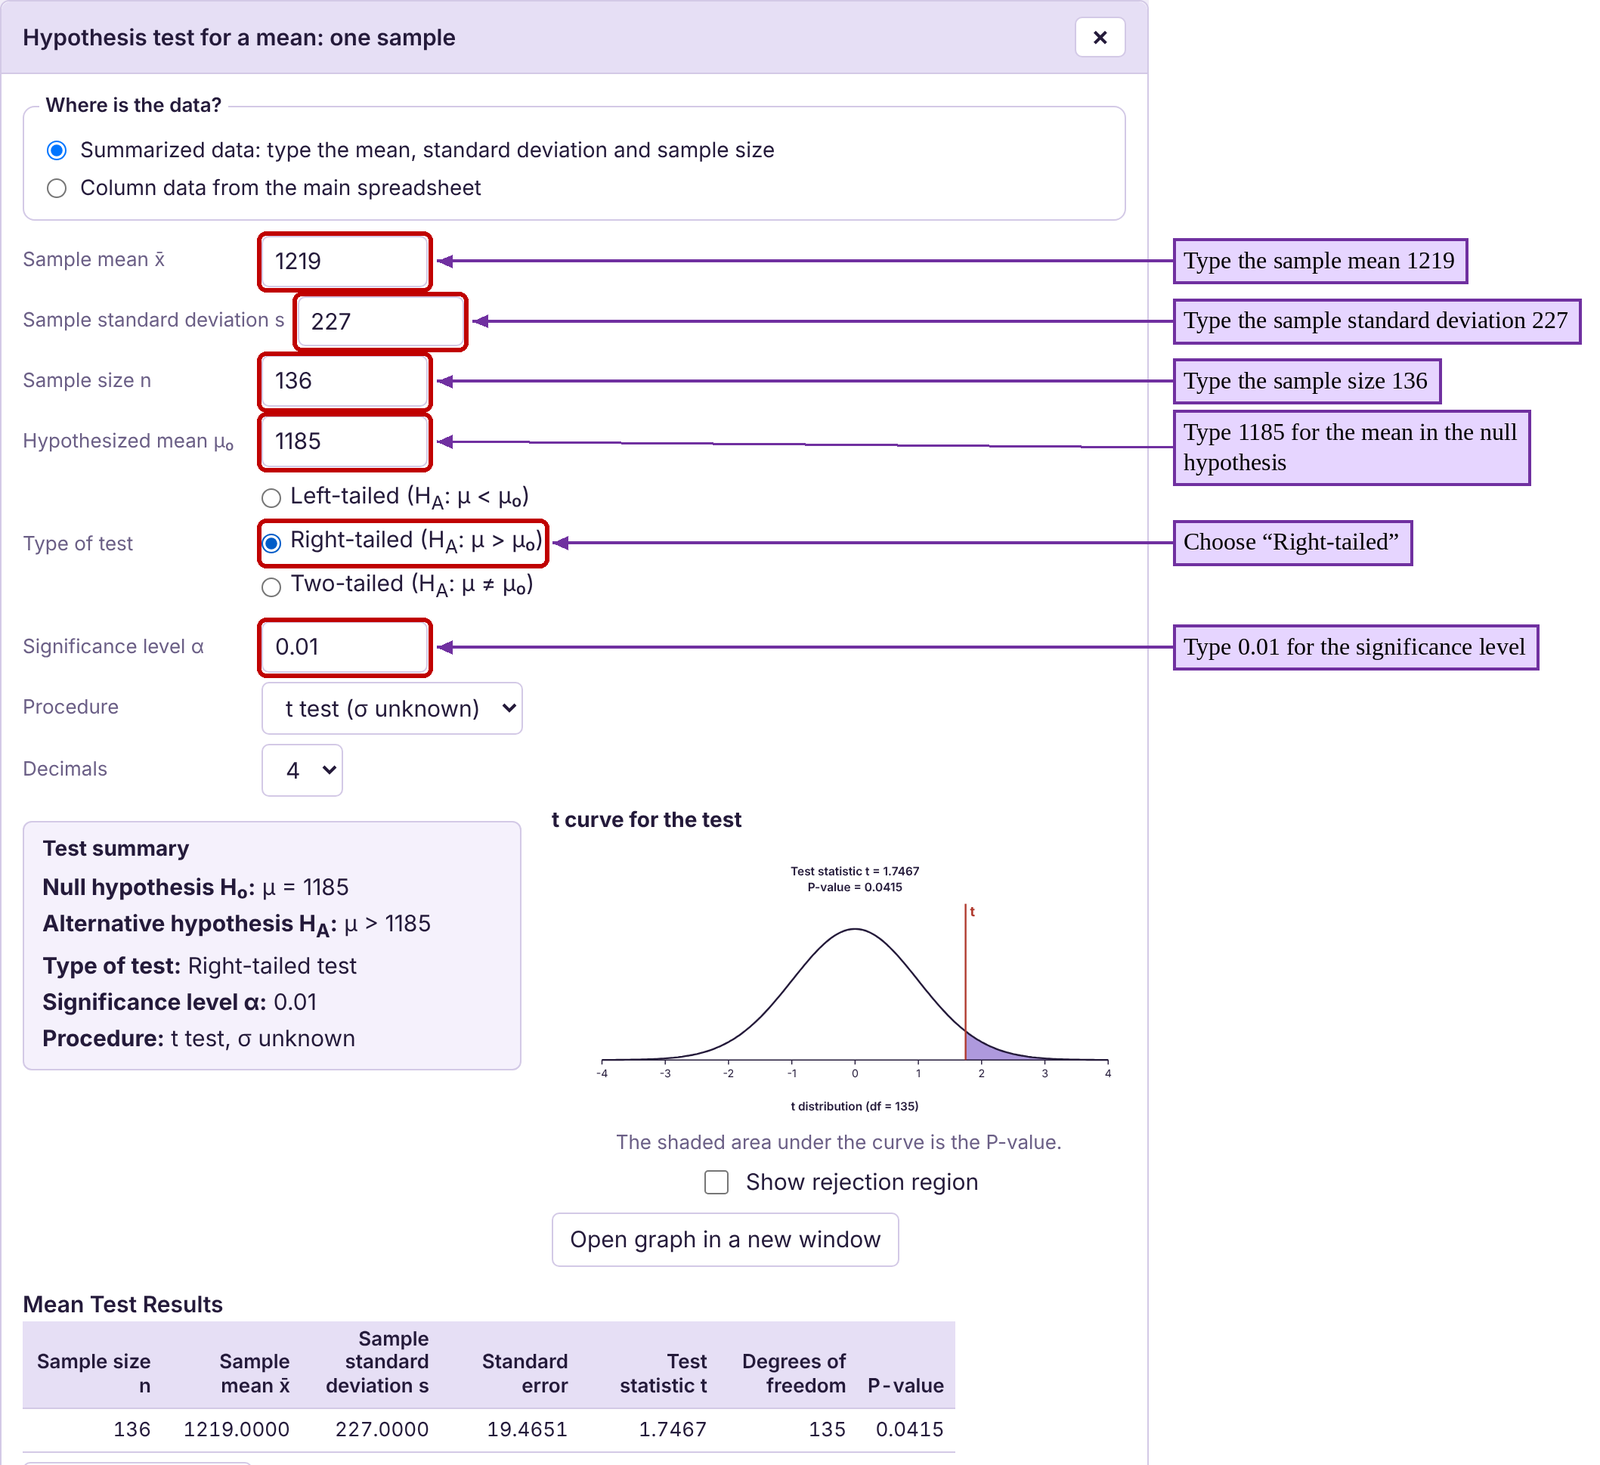 Hypothesis test for a mean: one sample
×
Where is the data?
Summarized data: type the mean, standard deviation and sample size
Column data from the main spreadsheet
Sample mean x̄ 1219 Type the sample mean 1219
Sample standard deviation s 227 Type the sample standard deviation 227
Sample size n 136 Type the sample size 136
Hypothesized mean μ₀ 1185 Type 1185 for the mean in the null
hypothesis
Left-tailed (H_A: μ < μ₀)
Type of test Right-tailed (H_A: μ > μ₀) Choose “Right-tailed”
Two-tailed (H_A: μ ≠ μ₀)
Significance level α 0.01 Type 0.01 for the significance level
Procedure t test (σ unknown)
Decimals 4
Test summary
Null hypothesis H₀: μ = 1185
Alternative hypothesis H_A: μ > 1185
Type of test: Right-tailed test
Significance level α: 0.01
Procedure: t test, σ unknown
t curve for the test
Test statistic t = 1.7467
P-value = 0.0415
t
-4 -3 -2 -1 0 1 2 3 4
t distribution (df = 135)
The shaded area under the curve is the P-value.
Show rejection region
Open graph in a new window
Mean Test Results
Sample size n Sample mean x̄ Sample standard deviation s Standard error Test statistic t Degrees of freedom P-value
136 1219.0000 227.0000 19.4651 1.7467 135 0.0415